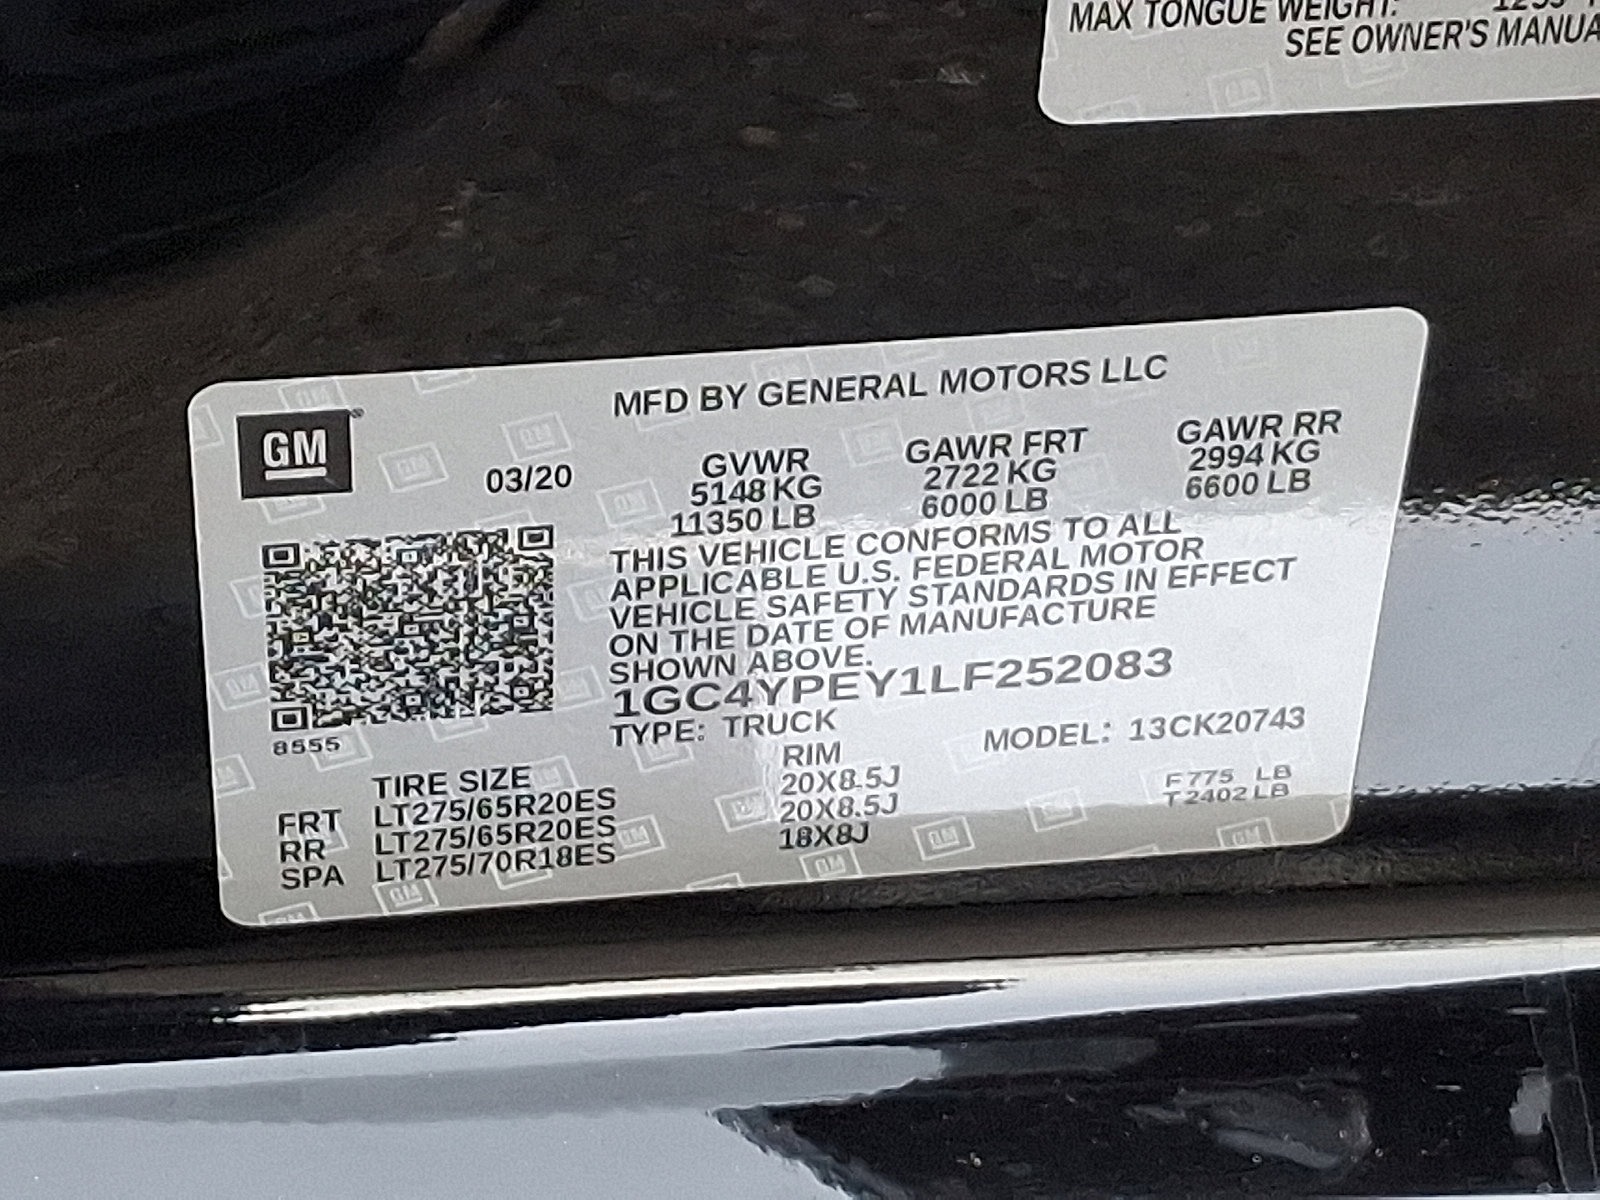 MAX TONGUE WEIGHT:
SEE OWNER'S MANUA
MFD BY GENERAL MOTORS LLC
GM
03/20
GVWR GAWR FRT GAWR RR
5148 KG 2722 KG 2994 KG
11350 LB 6000 LB 6600 LB
THIS VEHICLE CONFORMS TO ALL
APPLICABLE U.S. FEDERAL MOTOR
VEHICLE SAFETY STANDARDS IN EFFECT
ON THE DATE OF MANUFACTURE
SHOWN ABOVE.
1GC4YPEY1LF252083
TYPE: TRUCK MODEL: 13CK20743
8555
TIRE SIZE RIM
FRT LT275/65R20ES 20X8.5J F 775 LB
RR LT275/65R20ES 20X8.5J T 2402 LB
SPA LT275/70R18ES 18X8J